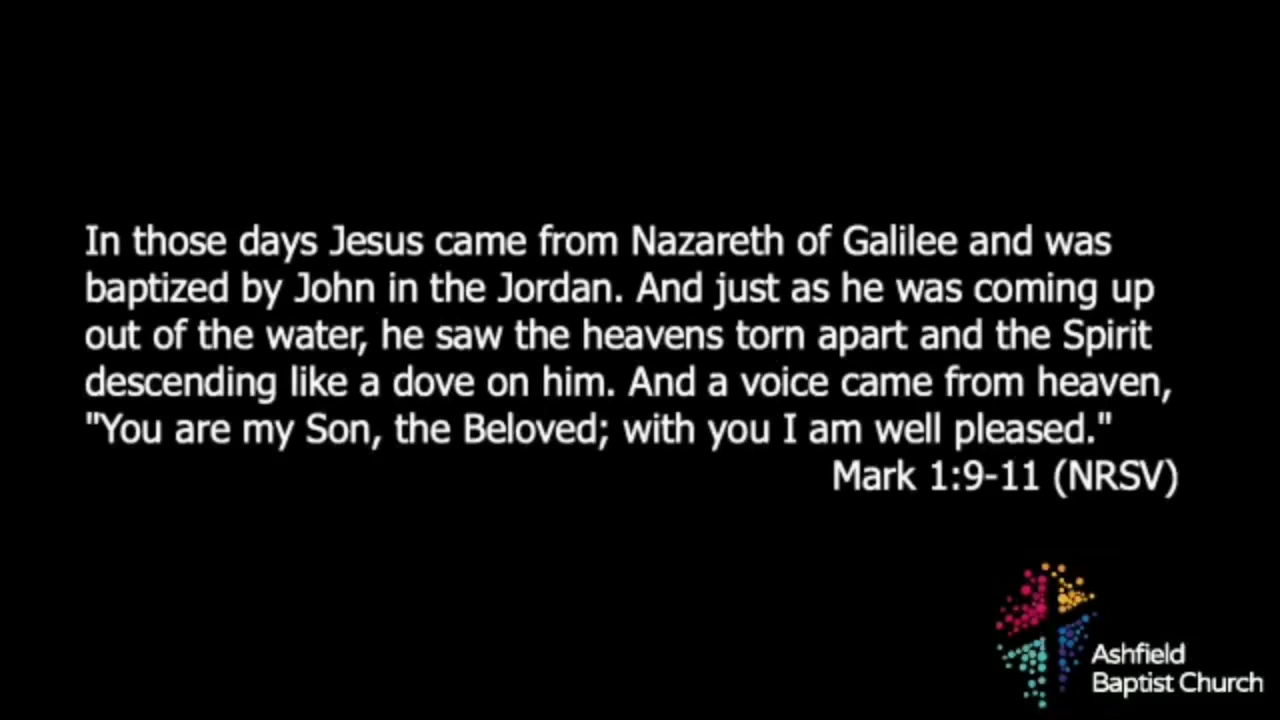 In those days Jesus came from Nazareth of Galilee and was
baptized by John in the Jordan. And just as he was coming up
out of the water, he saw the heavens torn apart and the Spirit
descending like a dove on him. And a voice came from heaven,
"You are my Son, the Beloved; with you I am well pleased."
Mark 1:9-11 (NRSV)
Ashfield
Baptist Church